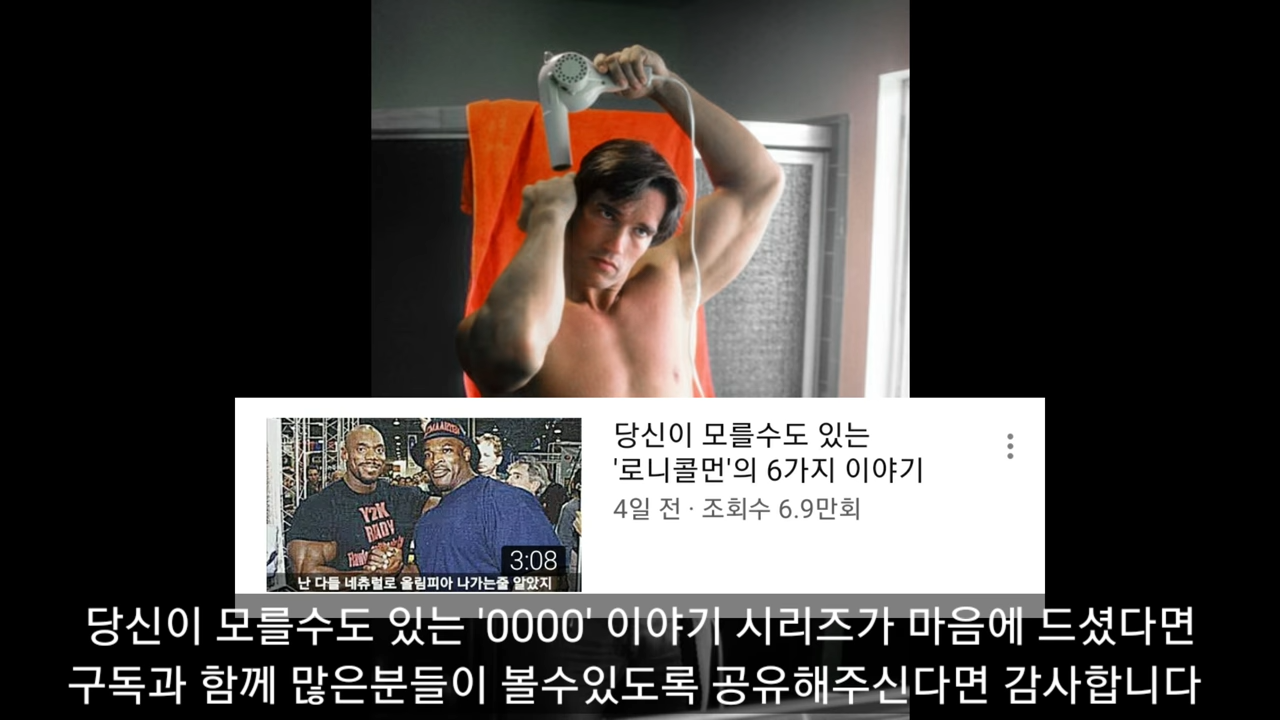 당신이 모를수도 있는
'로니콜먼'의 6가지 이야기
4일 전 · 조회수 6.9만회
Y2K
3:08
난 다들 네츄럴로 올림피아 나가는줄 알았지
당신이 모를수도 있는 '0000' 이야기 시리즈가 마음에 드셨다면
구독과 함께 많은분들이 볼수있도록 공유해주신다면 감사합니다